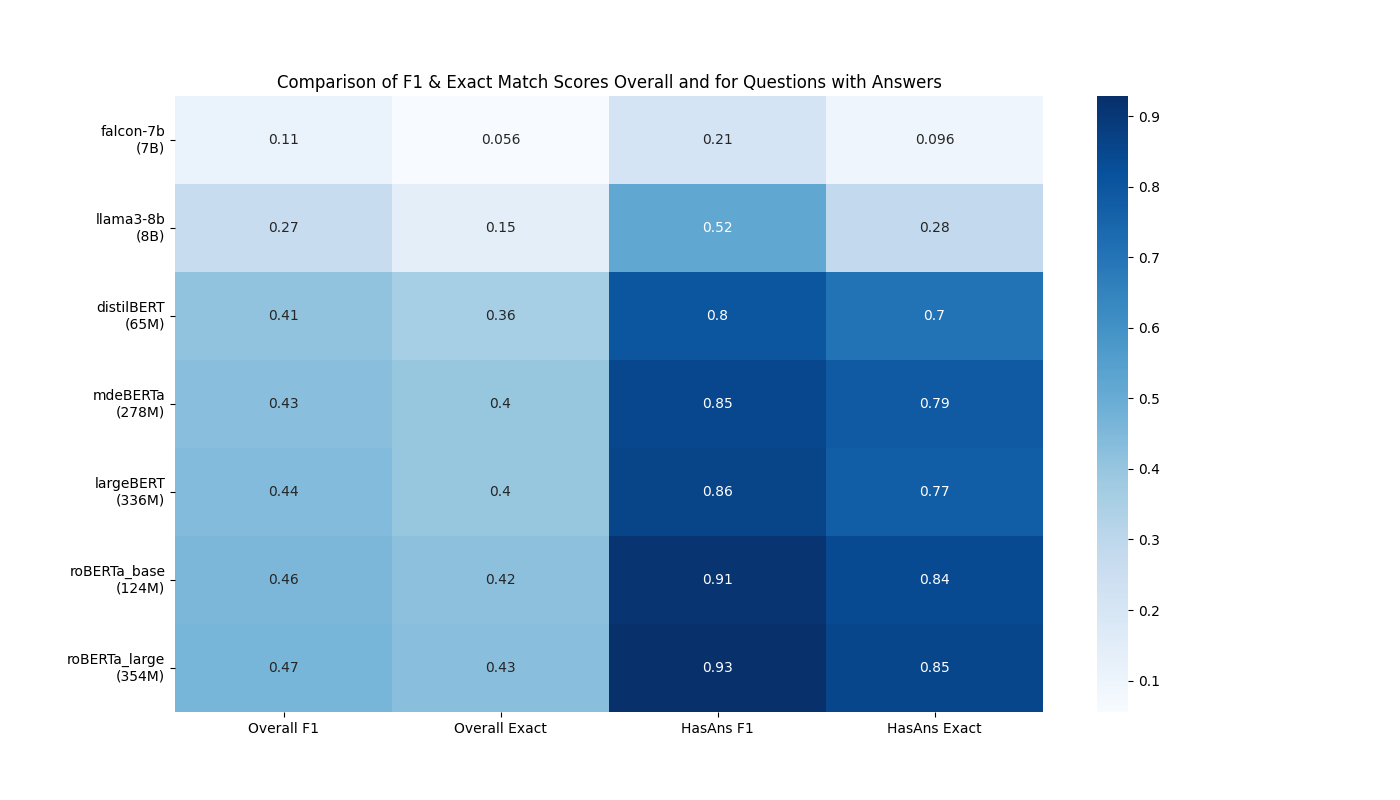 Comparison of F1 & Exact Match Scores Overall and for Questions with Answers
falcon-7b
(7B)
0.11
0.056
0.21
0.096
llama3-8b
(8B)
0.27
0.15
0.52
0.28
distilBERT
(65M)
0.41
0.36
0.8
0.7
mdeBERTa
(278M)
0.43
0.4
0.85
0.79
largeBERT
(336M)
0.44
0.4
0.86
0.77
roBERTa_base
(124M)
0.46
0.42
0.91
0.84
roBERTa_large
(354M)
0.47
0.43
0.93
0.85
Overall F1
Overall Exact
HasAns F1
HasAns Exact
0.9
0.8
0.7
0.6
0.5
0.4
0.3
0.2
0.1